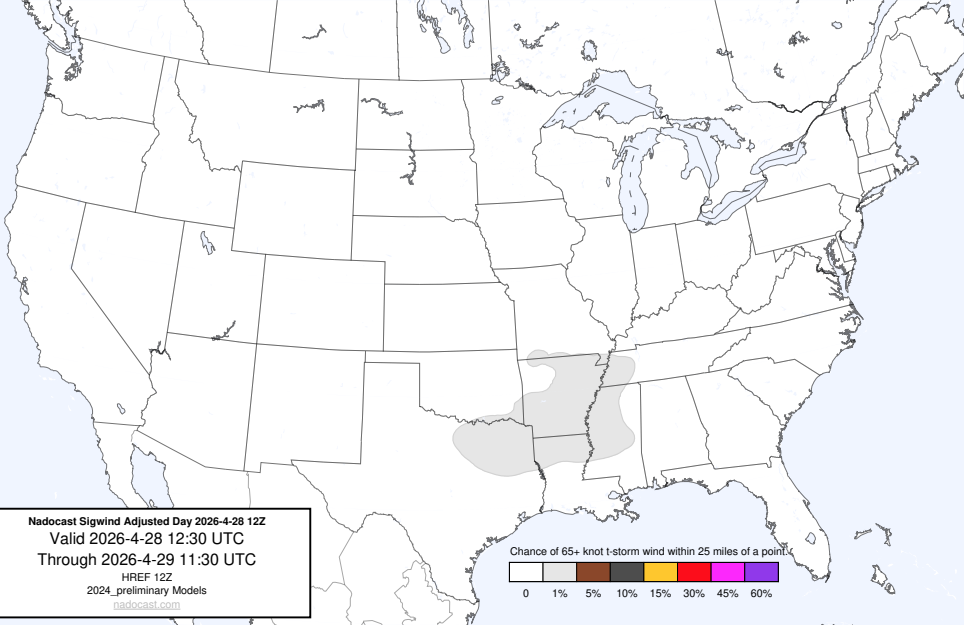 Nadocast Sigwind Adjusted Day 2026-4-28 12Z
Valid 2026-4-28 12:30 UTC
Through 2026-4-29 11:30 UTC
HREF 12Z
2024_preliminary Models
nadocast.com
Chance of 65+ knot t-storm wind within 25 miles of a point.
0 1% 5% 10% 15% 30% 45% 60%